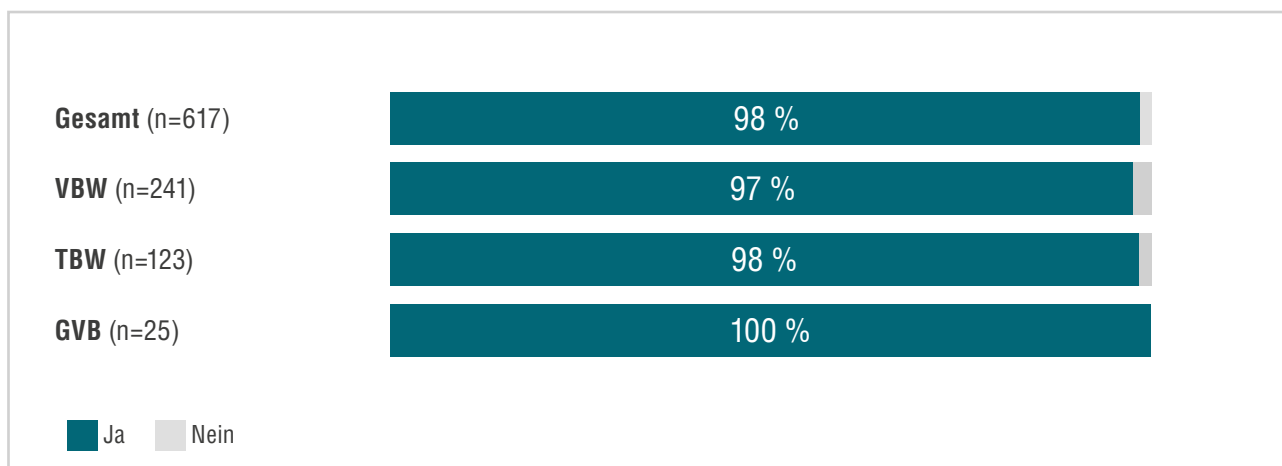 Gesamt (n=617) 98 %
VBW (n=241) 97 %
TBW (n=123) 98 %
GVB (n=25) 100 %
Ja Nein